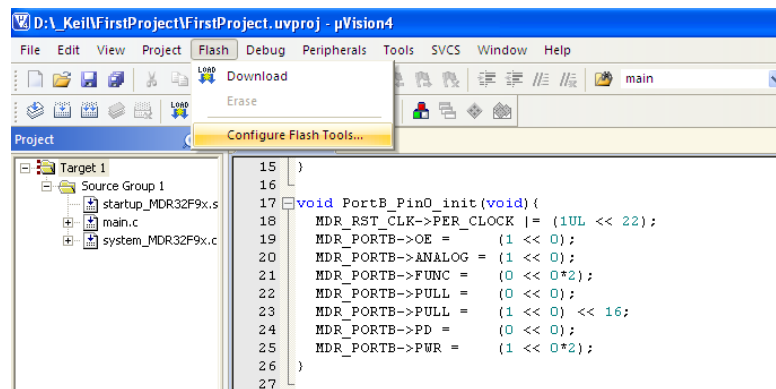 D:\_Keil\FirstProject\FirstProject.uvproj - µVision4
File Edit View Project Flash Debug Peripherals Tools SVCS Window Help
LOAD Download
main
Erase
LOAD
Configure Flash Tools...
Project
Target 1
Source Group 1
startup_MDR32F9x.s
main.c
system_MDR32F9x.c
15 }
16
17 void PortB_Pin0_init(void){
18 MDR_RST_CLK->PER_CLOCK |= (1UL << 22);
19 MDR_PORTB->OE = (1 << 0);
20 MDR_PORTB->ANALOG = (1 << 0);
21 MDR_PORTB->FUNC = (0 << 0*2);
22 MDR_PORTB->PULL = (0 << 0);
23 MDR_PORTB->PULL = (1 << 0) << 16;
24 MDR_PORTB->PD = (0 << 0);
25 MDR_PORTB->PWR = (1 << 0*2);
26 }
27